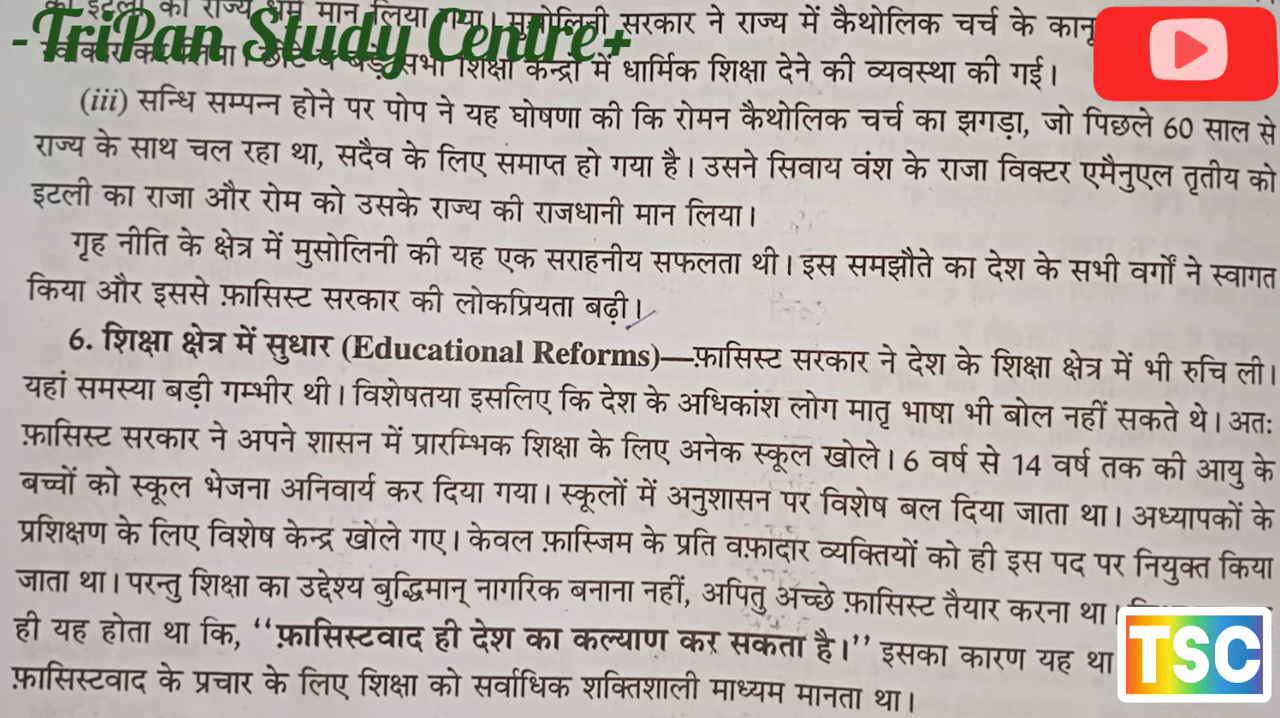 -TriPan Study Centre+
को इटली का राज्य धर्म मान लिया गया। मुसोलिनी सरकार ने राज्य में कैथोलिक चर्च के
सभी शिक्षा केन्द्रों में धार्मिक शिक्षा देने की व्यवस्था की गई।
(iii) सन्धि सम्पन्न होने पर पोप ने यह घोषणा की कि रोमन कैथोलिक चर्च का झगड़ा, जो पिछले 60 साल से
राज्य के साथ चल रहा था, सदैव के लिए समाप्त हो गया है। उसने सिवाय वंश के राजा विक्टर एमैनुएल तृतीय को
इटली का राजा और रोम को उसके राज्य की राजधानी मान लिया।
गृह नीति के क्षेत्र में मुसोलिनी की यह एक सराहनीय सफलता थी। इस समझौते का देश के सभी वर्गों ने स्वागत
किया और इससे फ़ासिस्ट सरकार की लोकप्रियता बढ़ी।
6. शिक्षा क्षेत्र में सुधार (Educational Reforms)—फ़ासिस्ट सरकार ने देश के शिक्षा क्षेत्र में भी रुचि ली।
यहां समस्या बड़ी गम्भीर थी। विशेषतया इसलिए कि देश के अधिकांश लोग मातृ भाषा भी बोल नहीं सकते थे। अतः
फ़ासिस्ट सरकार ने अपने शासन में प्रारम्भिक शिक्षा के लिए अनेक स्कूल खोले। 6 वर्ष से 14 वर्ष तक की आयु के
बच्चों को स्कूल भेजना अनिवार्य कर दिया गया। स्कूलों में अनुशासन पर विशेष बल दिया जाता था। अध्यापकों के
प्रशिक्षण के लिए विशेष केन्द्र खोले गए। केवल फ़ास्जिम के प्रति वफ़ादार व्यक्तियों को ही इस पद पर नियुक्त किया
जाता था। परन्तु शिक्षा का उद्देश्य बुद्धिमान् नागरिक बनाना नहीं, अपितु अच्छे फ़ासिस्ट तैयार करना था।
ही यह होता था कि, ‘‘फ़ासिस्टवाद ही देश का कल्याण कर सकता है।’’ इसका कारण यह था
फ़ासिस्टवाद के प्रचार के लिए शिक्षा को सर्वाधिक शक्तिशाली माध्यम मानता था।
TSC